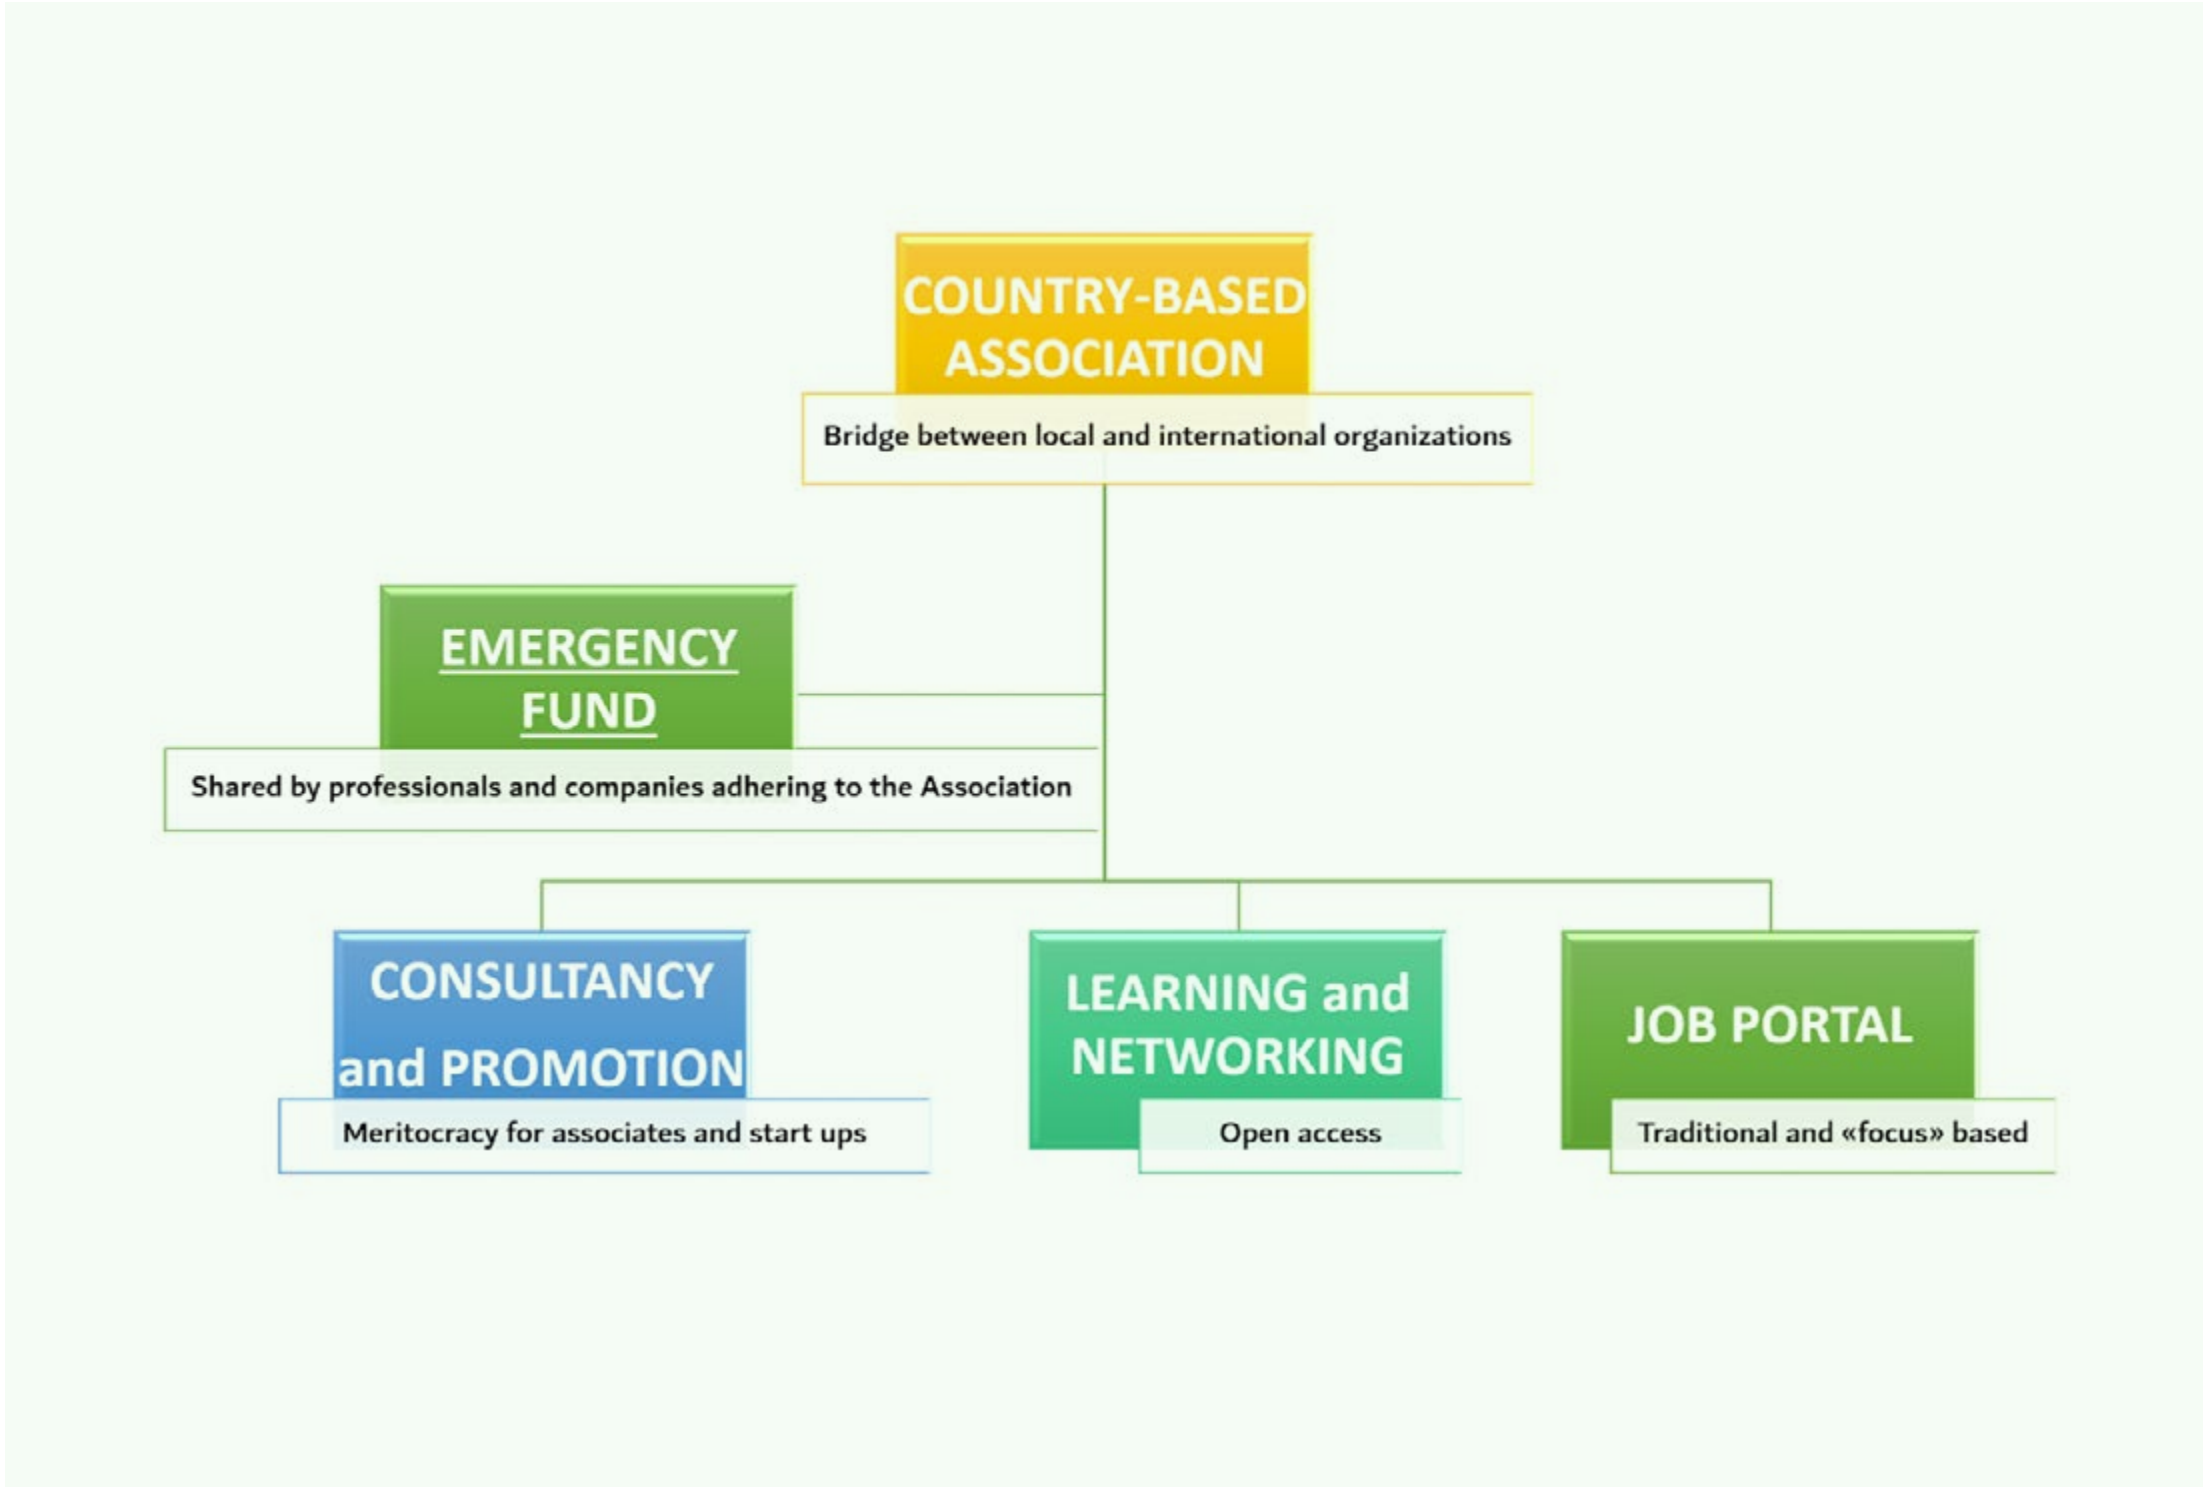 COUNTRY-BASED
ASSOCIATION
Bridge between local and international organizations
EMERGENCY
FUND
Shared by professionals and companies adhering to the Association
CONSULTANCY
and PROMOTION
Meritocracy for associates and start ups
LEARNING and
NETWORKING
Open access
JOB PORTAL
Traditional and «focus» based